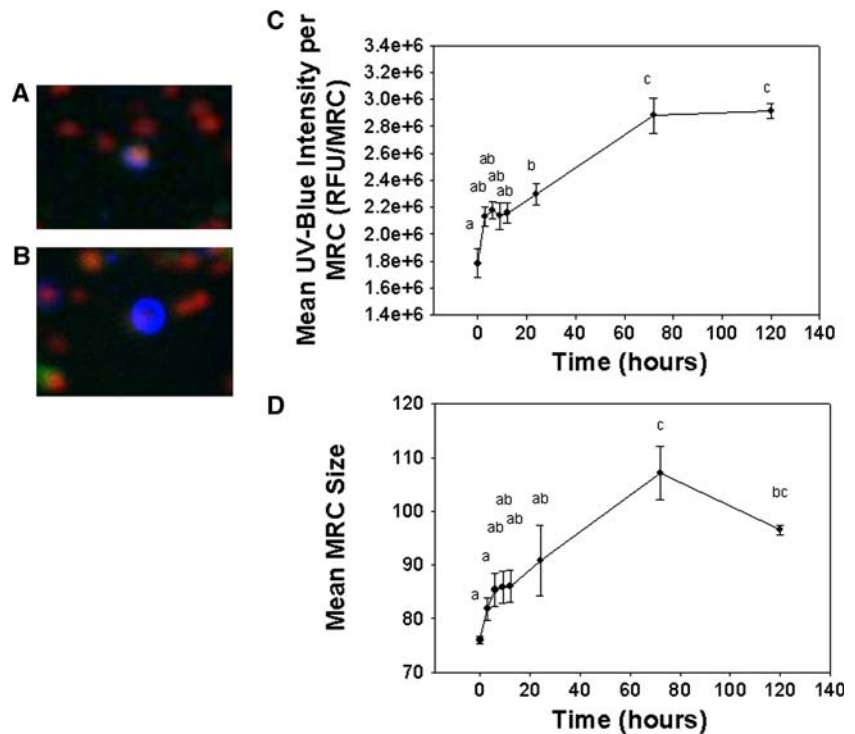 A
B
C
Mean UV-Blue Intensity per
MRC (RFU/MRC)
3.4e+6
3.2e+6
3.0e+6
2.8e+6
2.6e+6
2.4e+6
2.2e+6
2.0e+6
1.8e+6
1.6e+6
1.4e+6
a
ab
ab
ab
ab
b
c
c
0 20 40 60 80 100 120 140
Time (hours)
D
Mean MRC Size
120
110
100
90
80
70
a
a
ab
ab
ab
ab
c
bc
0 20 40 60 80 100 120 140
Time (hours)